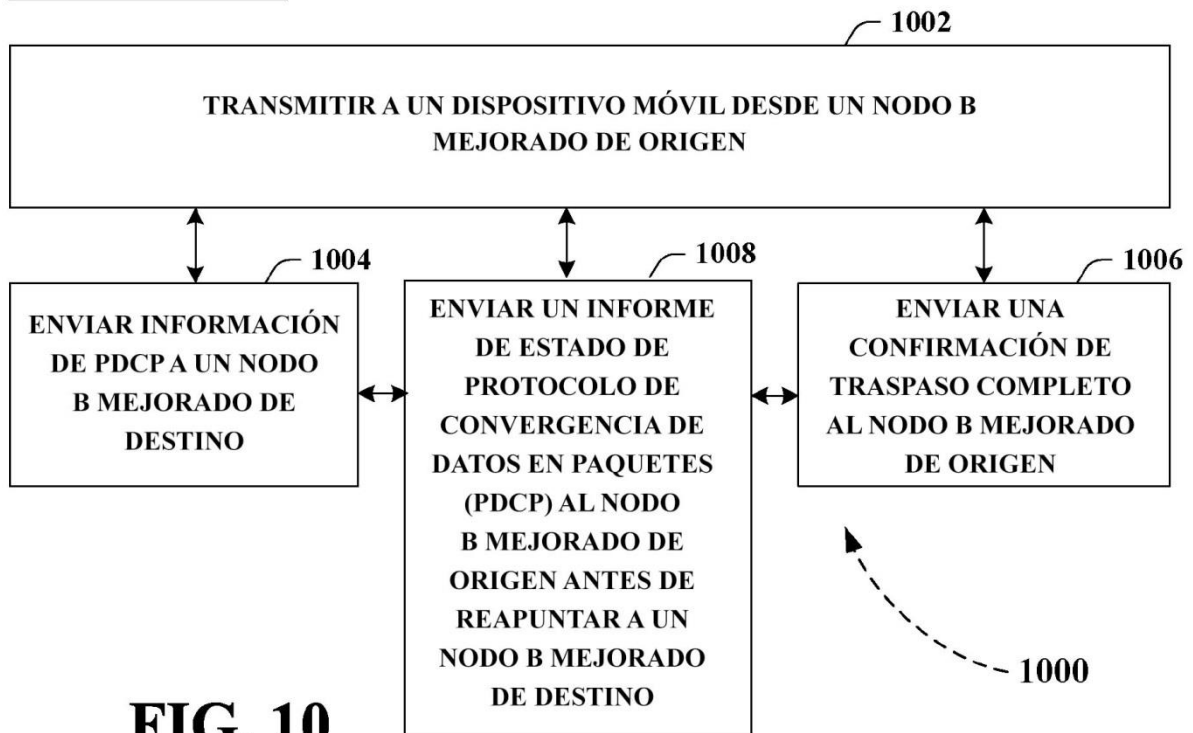 1002
TRANSMITIR A UN DISPOSITIVO MÓVIL DESDE UN NODO B
MEJORADO DE ORIGEN
1004
ENVIAR INFORMACIÓN
DE PDCP A UN NODO
B MEJORADO DE
DESTINO
1008
ENVIAR UN INFORME
DE ESTADO DE
PROTOCOLO DE
CONVERGENCIA DE
DATOS EN PAQUETES
(PDCP) AL NODO
B MEJORADO DE
ORIGEN ANTES DE
REAPUNTAR A UN
NODO B MEJORADO
DE DESTINO
1006
ENVIAR UNA
CONFIRMACIÓN DE
TRASPASO COMPLETO
AL NODO B MEJORADO
DE ORIGEN
1000
FIG. 10